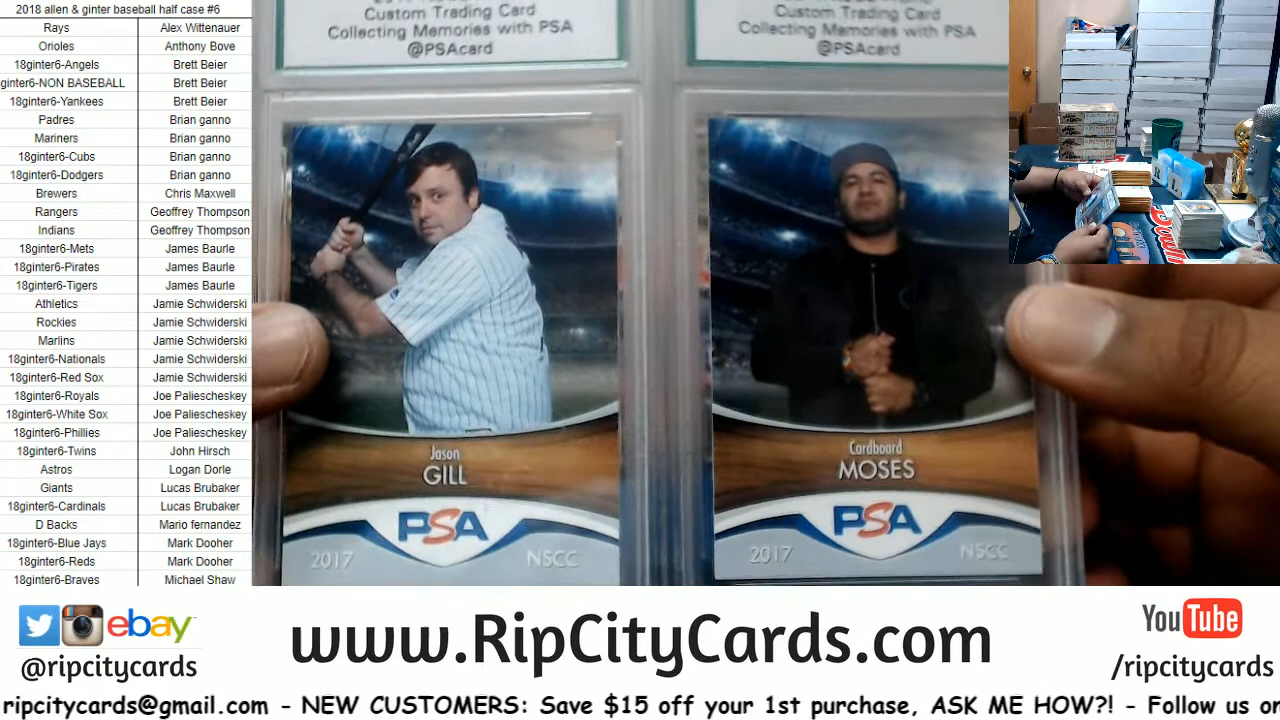 2018 allen & ginter baseball half case #6
Rays Alex Wittenauer
Orioles Anthony Bove
18ginter6-Angels Brett Beier
ginter6-NON BASEBALL Brett Beier
18ginter6-Yankees Brett Beier
Padres Brian ganno
Mariners Brian ganno
18ginter6-Cubs Brian ganno
18ginter6-Dodgers Brian ganno
Brewers Chris Maxwell
Rangers Geoffrey Thompson
Indians Geoffrey Thompson
18ginter6-Mets James Baurle
18ginter6-Pirates James Baurle
18ginter6-Tigers James Baurle
Athletics Jamie Schwiderski
Rockies Jamie Schwiderski
Marlins Jamie Schwiderski
18ginter6-Nationals Jamie Schwiderski
18ginter6-Red Sox Jamie Schwiderski
18ginter6-Royals Joe Paliescheskey
18ginter6-White Sox Joe Paliescheskey
18ginter6-Phillies Joe Paliescheskey
18ginter6-Twins John Hirsch
Astros Logan Dorle
Giants Lucas Brubaker
18ginter6-Cardinals Lucas Brubaker
D Backs Mario fernandez
18ginter6-Blue Jays Mark Dooher
18ginter6-Reds Mark Dooher
18ginter6-Braves Michael Shaw
Custom Trading Card
Collecting Memories with PSA
@PSAcard
Custom Trading Card
Collecting Memories with PSA
@PSAcard
Jason
GILL
PSA
2017 NSCC
Cardboard
MOSES
PSA
2017 NSCC
ebay
@ripcitycards
www.RipCityCards.com
YouTube
/ripcitycards
ripcitycards@gmail.com - NEW CUSTOMERS: Save $15 off your 1st purchase, ASK ME HOW?! - Follow us on